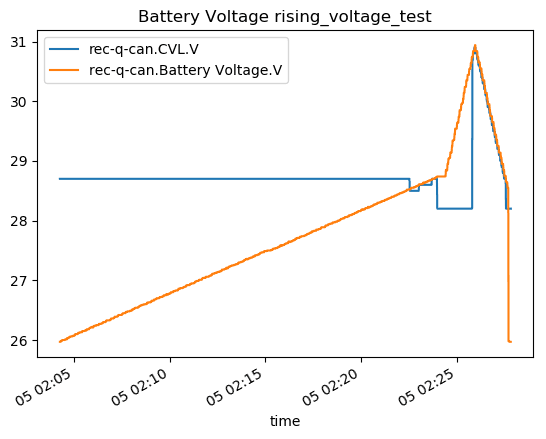 Battery Voltage rising_voltage_test
rec-q-can.CVL.V
rec-q-can.Battery Voltage.V
31
30
29
28
27
26
05 02:05
05 02:10
05 02:15
05 02:20
05 02:25
time